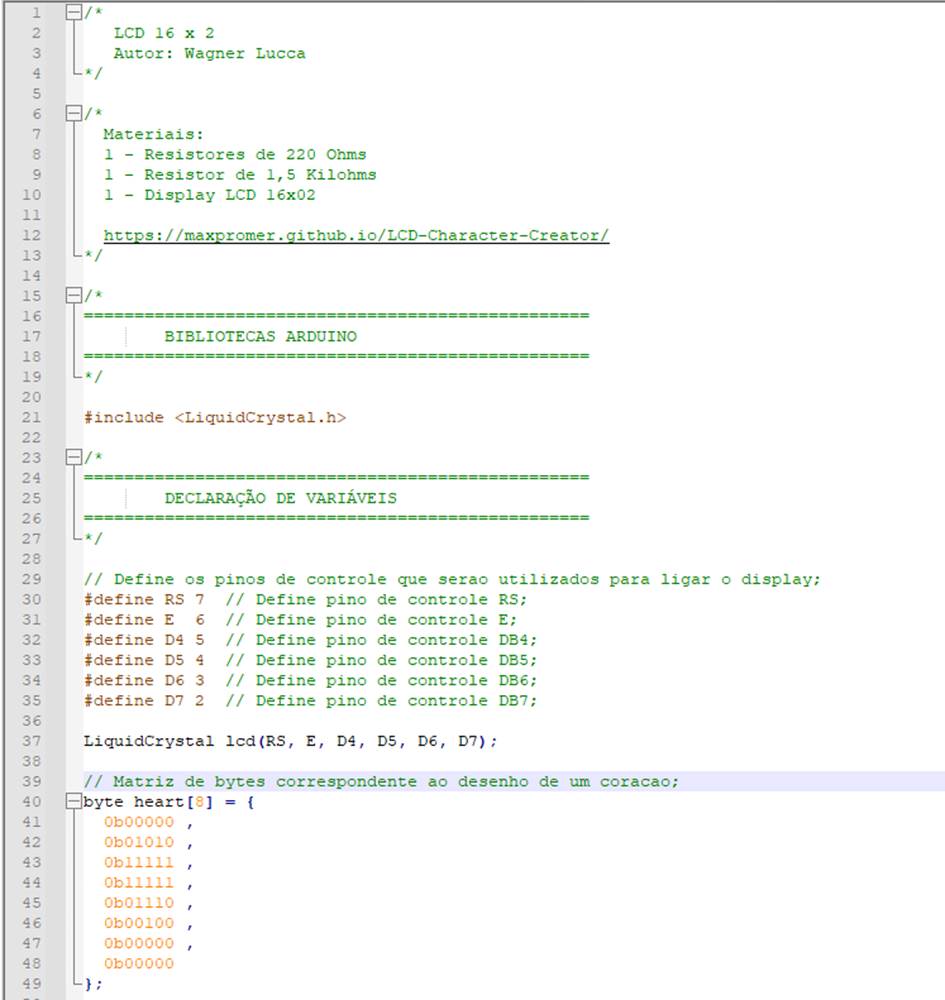 1 /*
2 LCD 16 x 2
3 Autor: Wagner Lucca
4 */
5
6 /*
7 Materiais:
8 1 - Resistores de 220 Ohms
9 1 - Resistor de 1,5 Kilohms
10 1 - Display LCD 16x02
11
12 https://maxpromer.github.io/LCD-Character-Creator/
13 */
14
15 /*
16 ==================================================
17 BIBLIOTECAS ARDUINO
18 ==================================================
19 */
20
21 #include <LiquidCrystal.h>
22
23 /*
24 ==================================================
25 DECLARAÇÃO DE VARIÁVEIS
26 ==================================================
27 */
28
29 // Define os pinos de controle que serao utilizados para ligar o display;
30 #define RS 7  // Define pino de controle RS;
31 #define E  6  // Define pino de controle E;
32 #define D4 5  // Define pino de controle DB4;
33 #define D5 4  // Define pino de controle DB5;
34 #define D6 3  // Define pino de controle DB6;
35 #define D7 2  // Define pino de controle DB7;
36
37 LiquidCrystal lcd(RS, E, D4, D5, D6, D7);
38
39 // Matriz de bytes correspondente ao desenho de um coracao;
40 byte heart[8] = {
41 0b00000 ,
42 0b01010 ,
43 0b11111 ,
44 0b11111 ,
45 0b01110 ,
46 0b00100 ,
47 0b00000 ,
48 0b00000
49 };